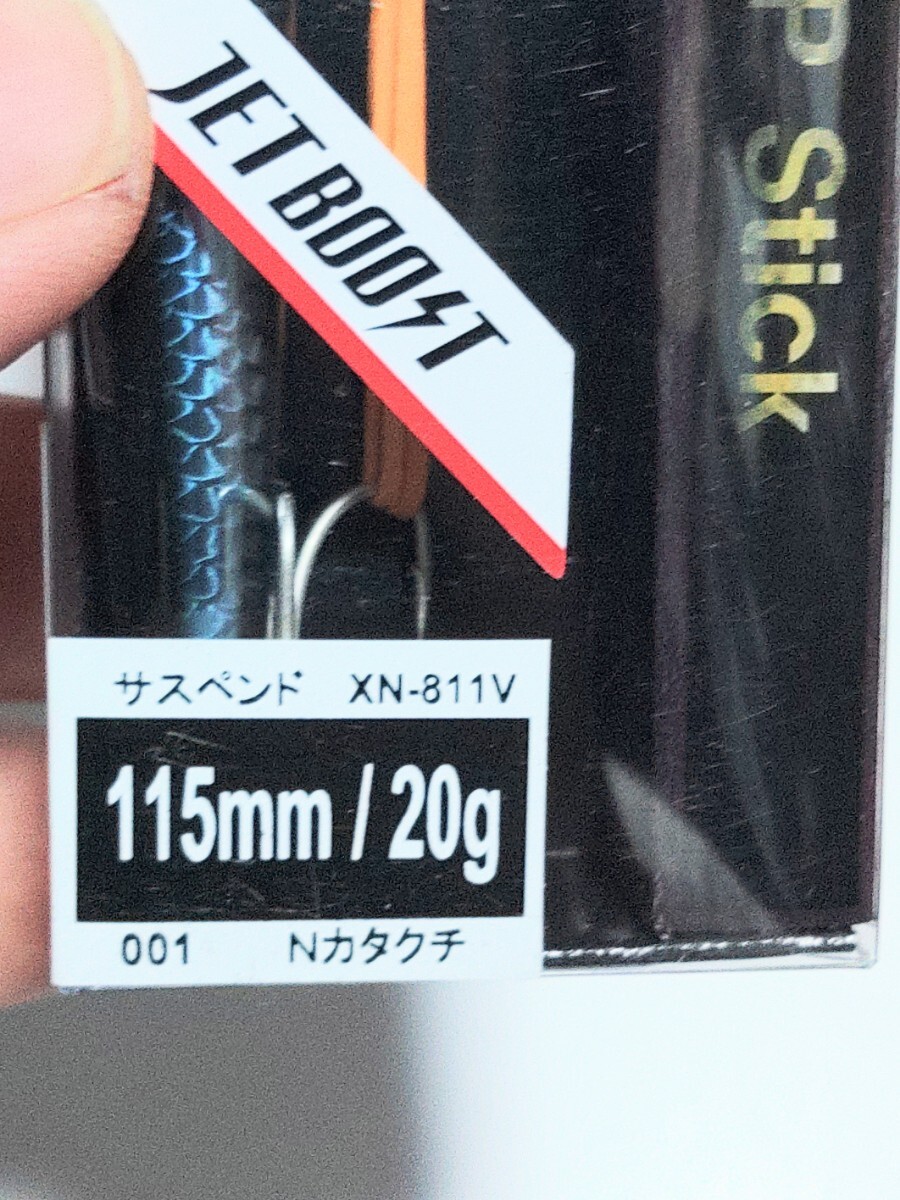 JET BOOST
P Stick
サスペンド XN-811V
115mm / 20g
001 Nカタクチ